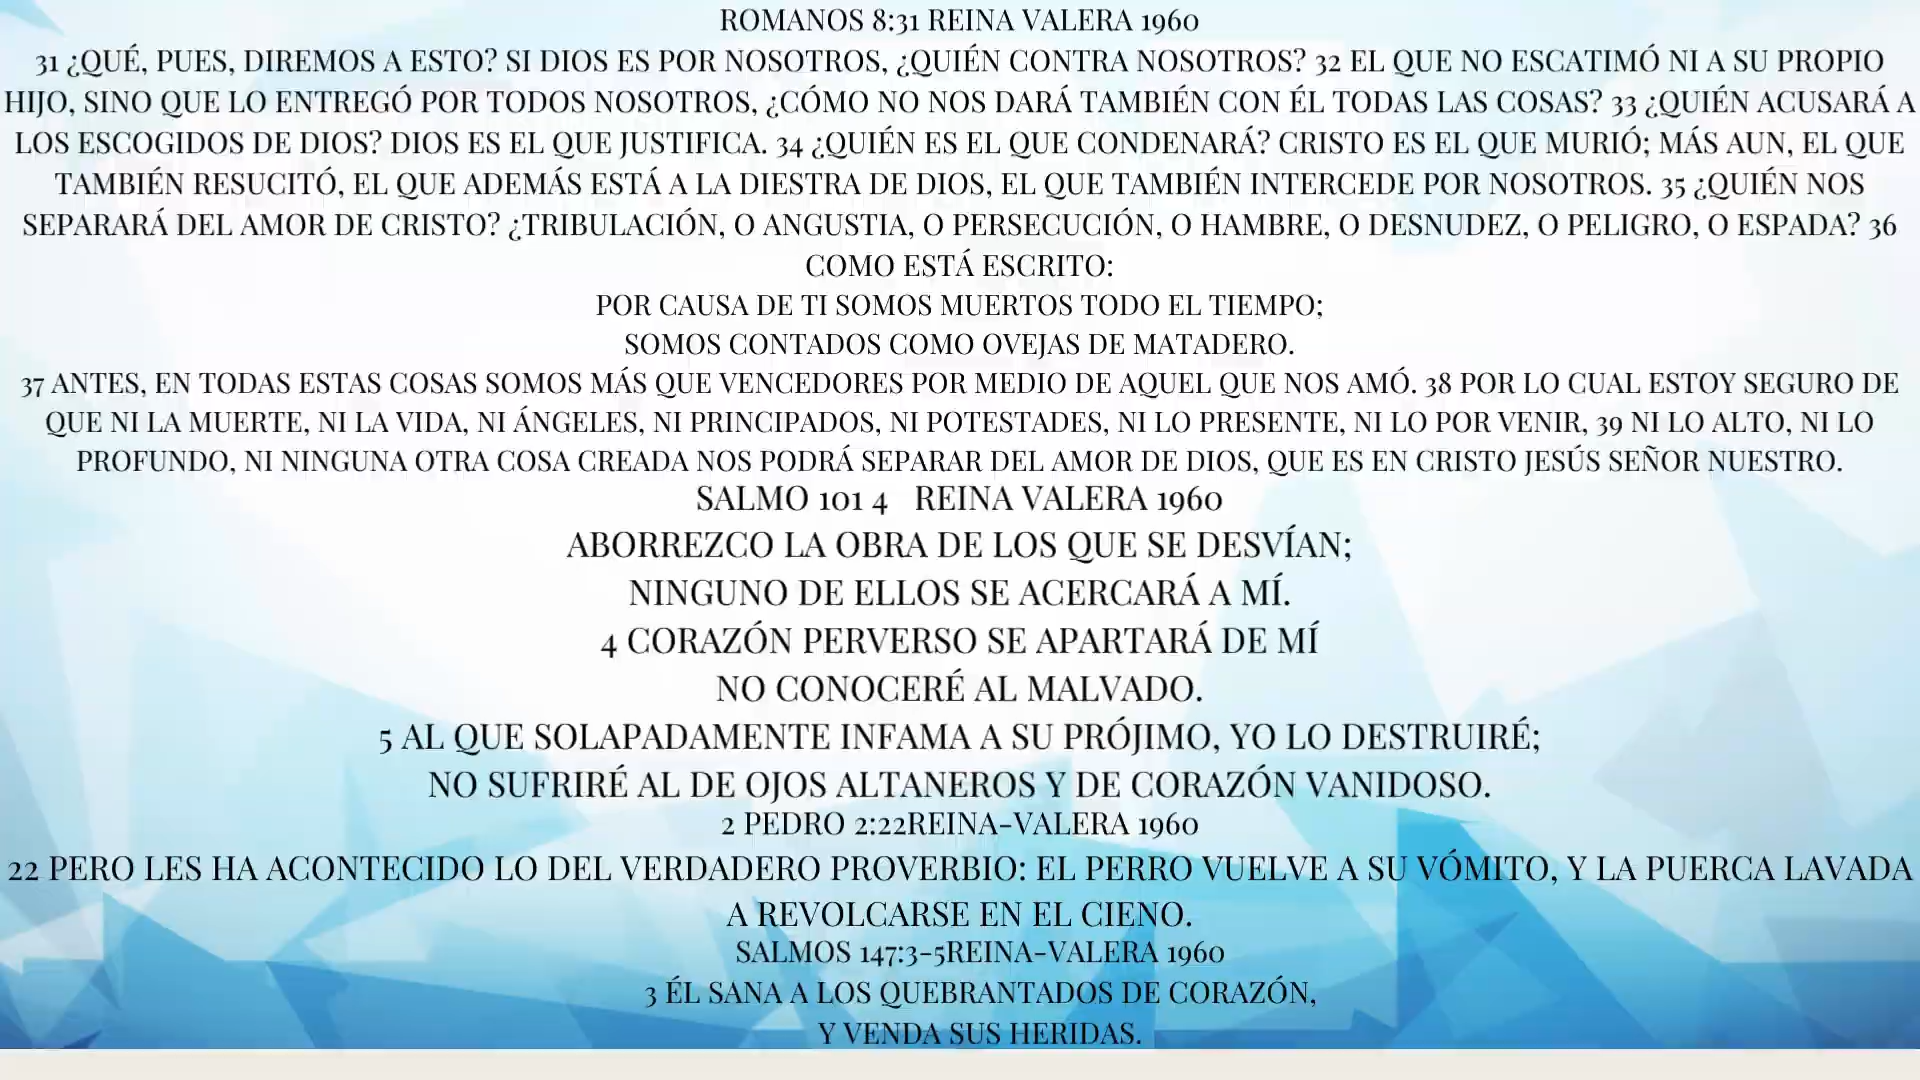 ROMANOS 8:31 REINA VALERA 1960
31 ¿QUÉ, PUES, DIREMOS A ESTO? SI DIOS ES POR NOSOTROS, ¿QUIÉN CONTRA NOSOTROS? 32 EL QUE NO ESCATIMÓ NI A SU PROPIO
HIJO, SINO QUE LO ENTREGÓ POR TODOS NOSOTROS, ¿CÓMO NO NOS DARÁ TAMBIÉN CON ÉL TODAS LAS COSAS? 33 ¿QUIÉN ACUSARÁ A
LOS ESCOGIDOS DE DIOS? DIOS ES EL QUE JUSTIFICA. 34 ¿QUIÉN ES EL QUE CONDENARÁ? CRISTO ES EL QUE MURIÓ; MÁS AUN, EL QUE
TAMBIÉN RESUCITÓ, EL QUE ADEMÁS ESTÁ A LA DIESTRA DE DIOS, EL QUE TAMBIÉN INTERCEDE POR NOSOTROS. 35 ¿QUIÉN NOS
SEPARARÁ DEL AMOR DE CRISTO? ¿TRIBULACIÓN, O ANGUSTIA, O PERSECUCIÓN, O HAMBRE, O DESNUDEZ, O PELIGRO, O ESPADA? 36
COMO ESTÁ ESCRITO:
POR CAUSA DE TI SOMOS MUERTOS TODO EL TIEMPO;
SOMOS CONTADOS COMO OVEJAS DE MATADERO.
37 ANTES, EN TODAS ESTAS COSAS SOMOS MÁS QUE VENCEDORES POR MEDIO DE AQUEL QUE NOS AMÓ. 38 POR LO CUAL ESTOY SEGURO DE
QUE NI LA MUERTE, NI LA VIDA, NI ÁNGELES, NI PRINCIPADOS, NI POTESTADES, NI LO PRESENTE, NI LO POR VENIR, 39 NI LO ALTO, NI LO
PROFUNDO, NI NINGUNA OTRA COSA CREADA NOS PODRÁ SEPARAR DEL AMOR DE DIOS, QUE ES EN CRISTO JESÚS SEÑOR NUESTRO.
SALMO 101 4 REINA VALERA 1960
ABORREZCO LA OBRA DE LOS QUE SE DESVÍAN;
NINGUNO DE ELLOS SE ACERCARÁ A MÍ.
4 CORAZÓN PERVERSO SE APARTARÁ DE MÍ
NO CONOCERÉ AL MALVADO.
5 AL QUE SOLAPADAMENTE INFAMA A SU PRÓJIMO, YO LO DESTRUIRÉ;
NO SUFRIRÉ AL DE OJOS ALTANEROS Y DE CORAZÓN VANIDOSO.
2 PEDRO 2:22REINA-VALERA 1960
22 PERO LES HA ACONTECIDO LO DEL VERDADERO PROVERBIO: EL PERRO VUELVE A SU VÓMITO, Y LA PUERCA LAVADA
A REVOLCARSE EN EL CIENO.
SALMOS 147:3-5REINA-VALERA 1960
3 ÉL SANA A LOS QUEBRANTADOS DE CORAZÓN,
Y VENDA SUS HERIDAS.